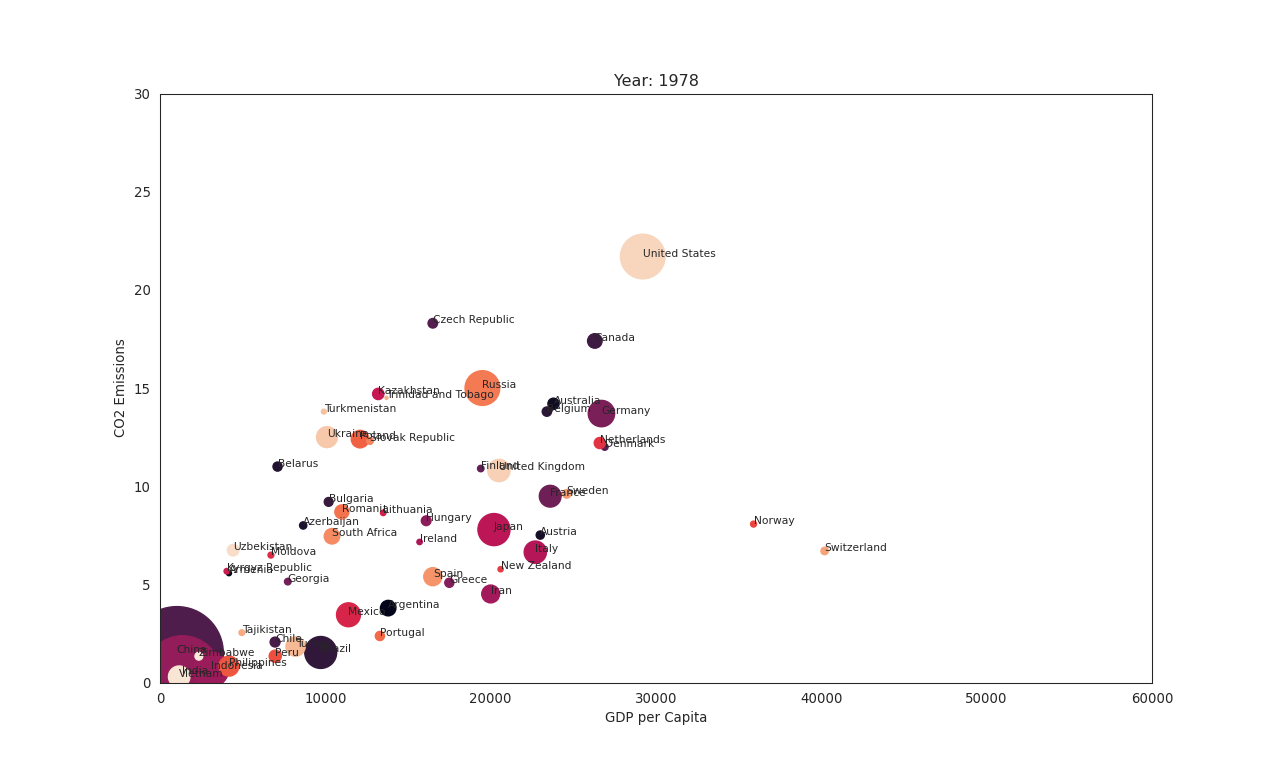 Year: 1978
30
25
20
15
10
5
0
CO2 Emissions
United States
Czech Republic
Canada
Russia
Kazakhstan
Trinidad and Tobago
Australia
Belgium
Turkmenistan
Germany
Ukraine
Poland
Slovak Republic
Netherlands
Denmark
Belarus
Finland
United Kingdom
Sweden
France
Bulgaria
Romania
Lithuania
Hungary
Azerbaijan
Japan
Norway
South Africa
Austria
Ireland
Uzbekistan
Moldova
Italy
Switzerland
Kyrgyz Republic
Armenia
New Zealand
Georgia
Spain
Greece
Iran
Argentina
Mexico
Tajikistan
Portugal
Chile
Brazil
China
Zimbabwe
Peru
Indonesia
Philippines
India
Vietnam
0 10000 20000 30000 40000 50000 60000
GDP per Capita